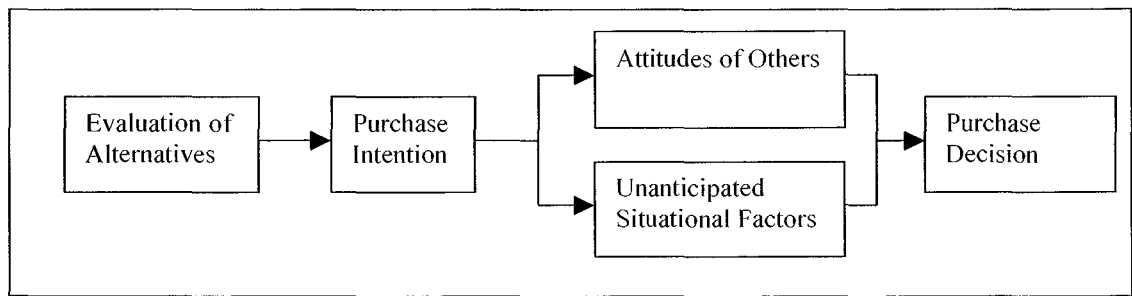 Evaluation of
Alternatives
Purchase
Intention
Attitudes of Others
Unanticipated
Situational Factors
Purchase
Decision